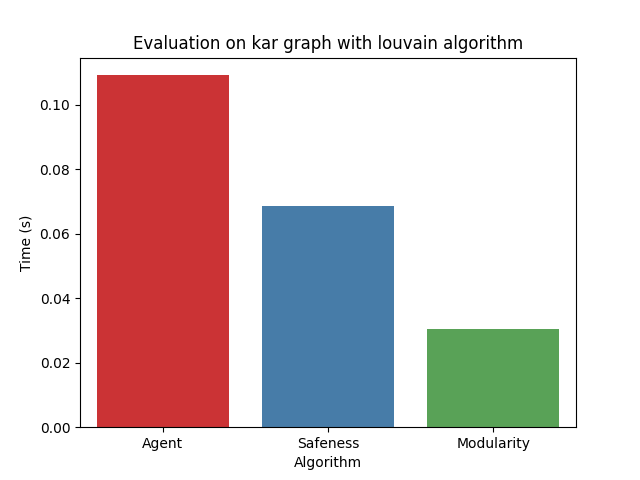 Evaluation on kar graph with louvain algorithm
0.10
0.08
0.06
0.04
0.02
0.00
Time (s)
Agent
Safeness
Modularity
Algorithm